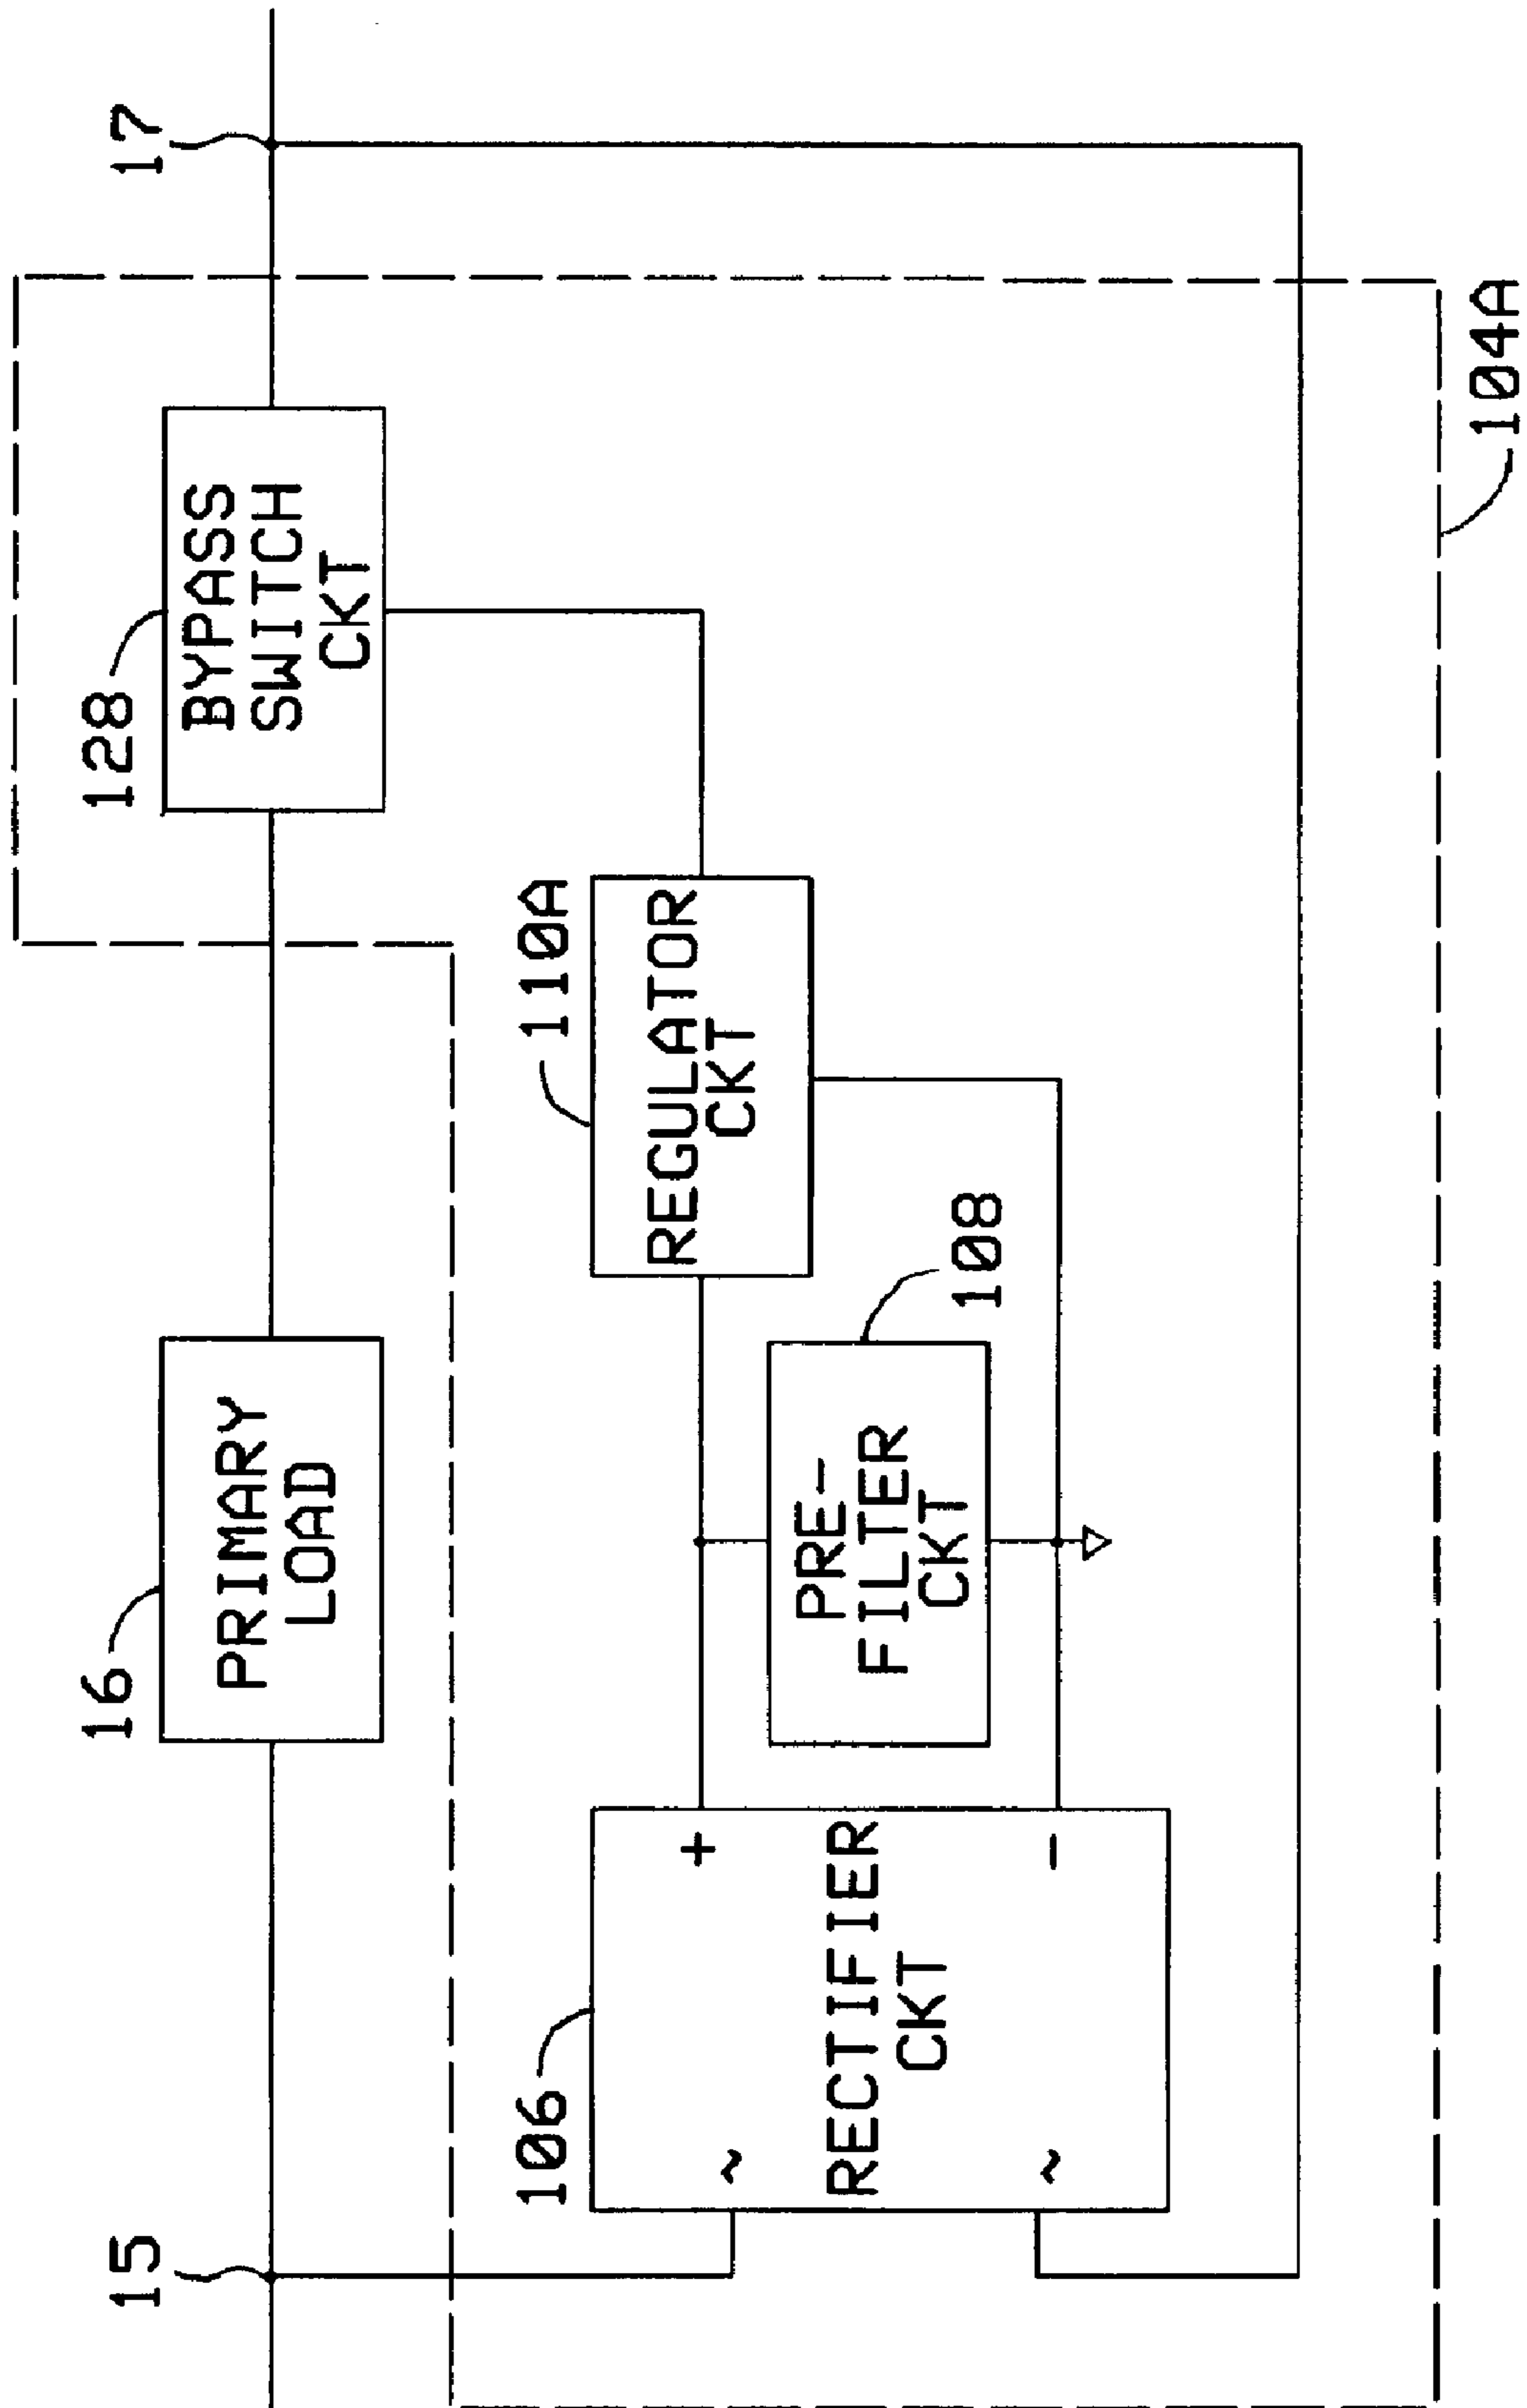 15
16
PRIMARY
LOAD
128
BYPASS
SWITCH
CKT
17
106
~
+
RECTIFIER
CKT
~
-
PRE-
FILTER
CKT
108
110A
REGULATOR
CKT
104A